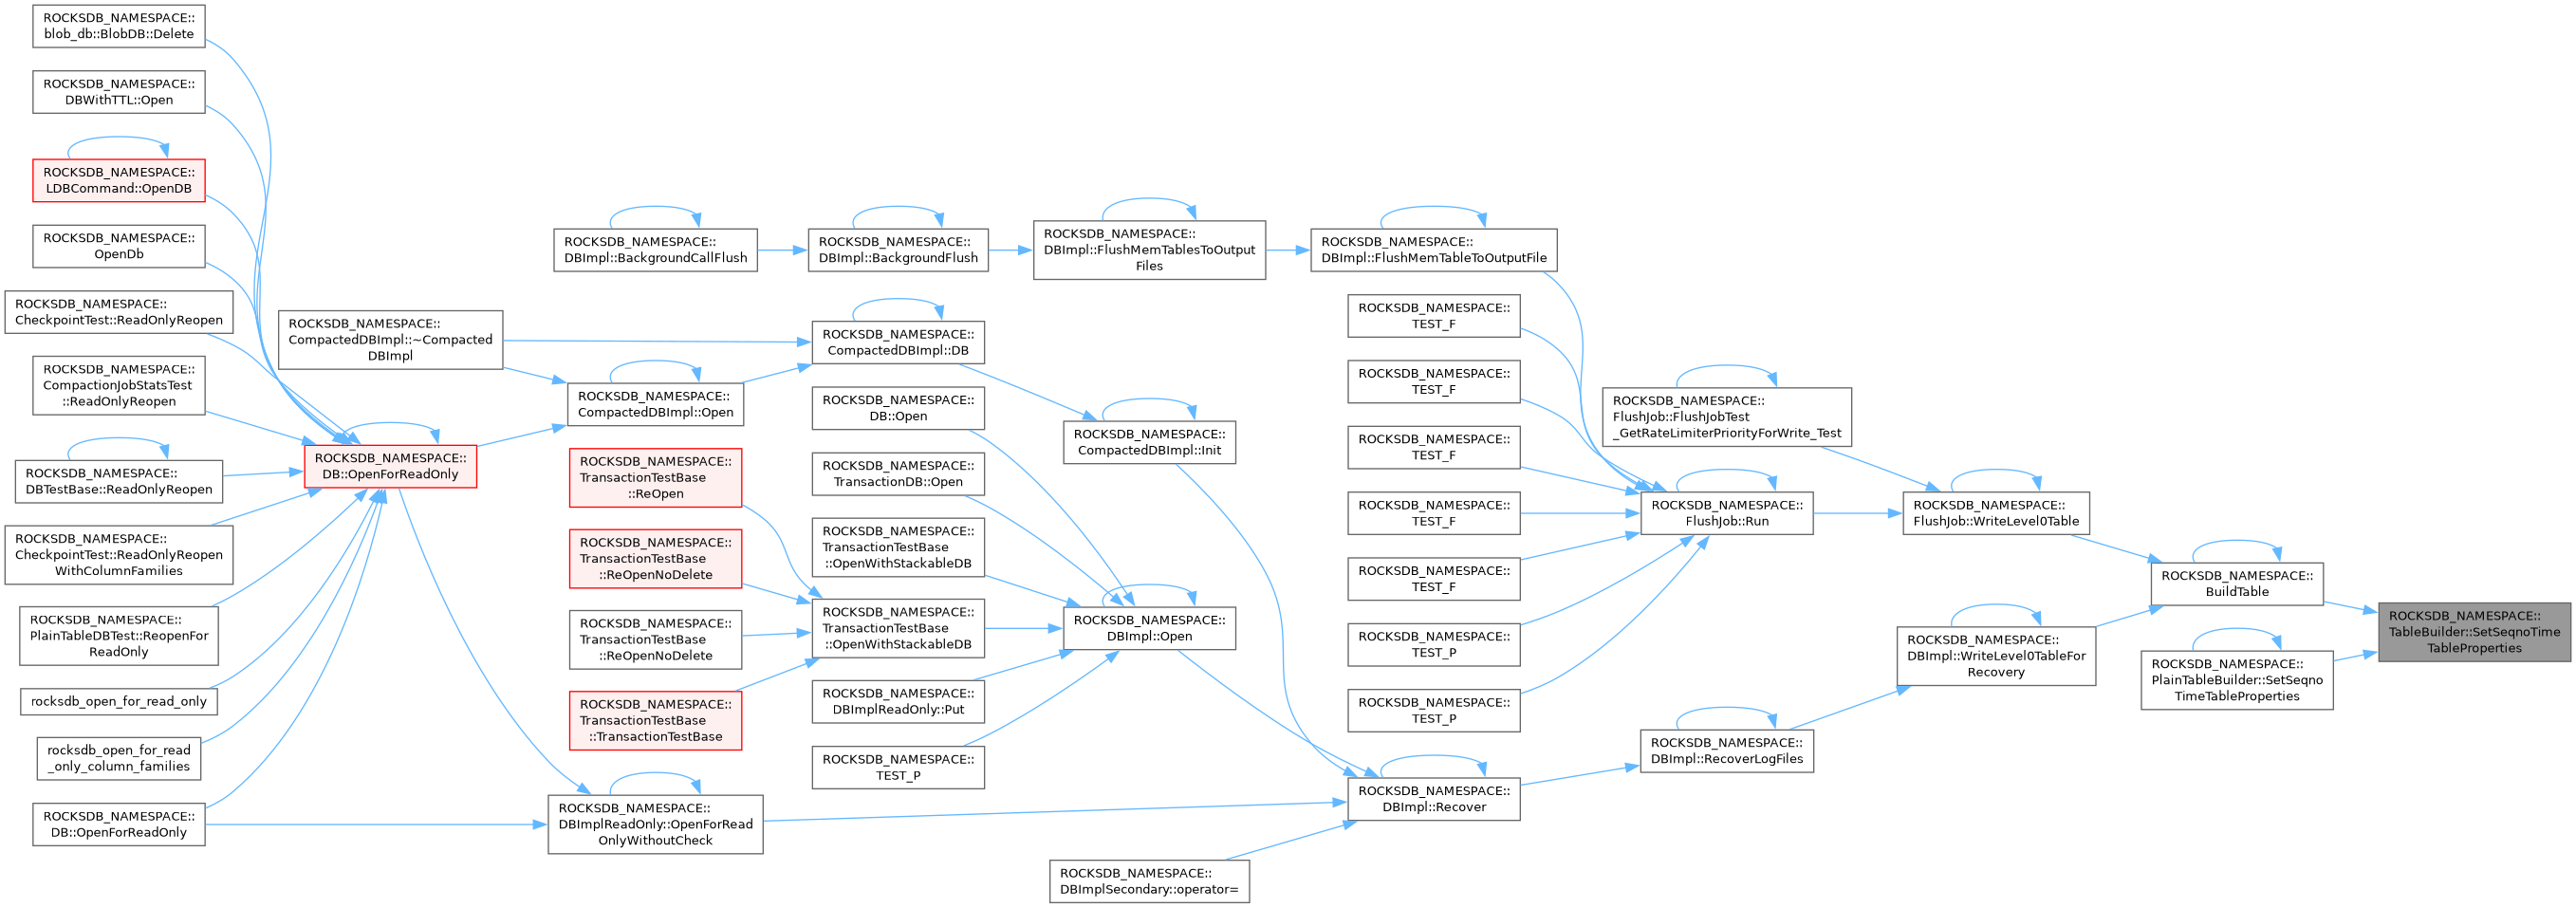 ROCKSDB_NAMESPACE::
blob_db::BlobDB::Delete
ROCKSDB_NAMESPACE::
DBWithTTL::Open
ROCKSDB_NAMESPACE::
LDBCommand::OpenDB
ROCKSDB_NAMESPACE::
OpenDb
ROCKSDB_NAMESPACE::
CheckpointTest::ReadOnlyReopen
ROCKSDB_NAMESPACE::
CompactionJobStatsTest
::ReadOnlyReopen
ROCKSDB_NAMESPACE::
DBTestBase::ReadOnlyReopen
ROCKSDB_NAMESPACE::
CheckpointTest::ReadOnlyReopen
WithColumnFamilies
ROCKSDB_NAMESPACE::
PlainTableDBTest::ReopenFor
ReadOnly
rocksdb_open_for_read_only
rocksdb_open_for_read
_only_column_families
ROCKSDB_NAMESPACE::
DB::OpenForReadOnly
ROCKSDB_NAMESPACE::
CompactedDBImpl::~Compacted
DBImpl
ROCKSDB_NAMESPACE::
DB::OpenForReadOnly
ROCKSDB_NAMESPACE::
DBImpl::BackgroundCallFlush
ROCKSDB_NAMESPACE::
CompactedDBImpl::Open
ROCKSDB_NAMESPACE::
TransactionTestBase
::ReOpen
ROCKSDB_NAMESPACE::
TransactionTestBase
::ReOpenNoDelete
ROCKSDB_NAMESPACE::
TransactionTestBase
::ReOpenNoDelete
ROCKSDB_NAMESPACE::
TransactionTestBase
::TransactionTestBase
ROCKSDB_NAMESPACE::
DBImplReadOnly::OpenForRead
OnlyWithoutCheck
ROCKSDB_NAMESPACE::
DBImpl::BackgroundFlush
ROCKSDB_NAMESPACE::
CompactedDBImpl::DB
ROCKSDB_NAMESPACE::
DB::Open
ROCKSDB_NAMESPACE::
TransactionDB::Open
ROCKSDB_NAMESPACE::
TransactionTestBase
::OpenWithStackableDB
ROCKSDB_NAMESPACE::
TransactionTestBase
::OpenWithStackableDB
ROCKSDB_NAMESPACE::
DBImplReadOnly::Put
ROCKSDB_NAMESPACE::
TEST_P
ROCKSDB_NAMESPACE::
DBImpl::FlushMemTablesToOutput
Files
ROCKSDB_NAMESPACE::
CompactedDBImpl::Init
ROCKSDB_NAMESPACE::
DBImpl::Open
ROCKSDB_NAMESPACE::
DBImplSecondary::operator=
ROCKSDB_NAMESPACE::
DBImpl::FlushMemTableToOutputFile
ROCKSDB_NAMESPACE::
TEST_F
ROCKSDB_NAMESPACE::
TEST_F
ROCKSDB_NAMESPACE::
TEST_F
ROCKSDB_NAMESPACE::
TEST_F
ROCKSDB_NAMESPACE::
TEST_F
ROCKSDB_NAMESPACE::
TEST_P
ROCKSDB_NAMESPACE::
TEST_P
ROCKSDB_NAMESPACE::
DBImpl::Recover
ROCKSDB_NAMESPACE::
FlushJob::FlushJobTest
_GetRateLimiterPriorityForWrite_Test
ROCKSDB_NAMESPACE::
FlushJob::Run
ROCKSDB_NAMESPACE::
DBImpl::RecoverLogFiles
ROCKSDB_NAMESPACE::
FlushJob::WriteLevel0Table
ROCKSDB_NAMESPACE::
DBImpl::WriteLevel0TableFor
Recovery
ROCKSDB_NAMESPACE::
BuildTable
ROCKSDB_NAMESPACE::
PlainTableBuilder::SetSeqno
TimeTableProperties
ROCKSDB_NAMESPACE::
TableBuilder::SetSeqnoTime
TableProperties